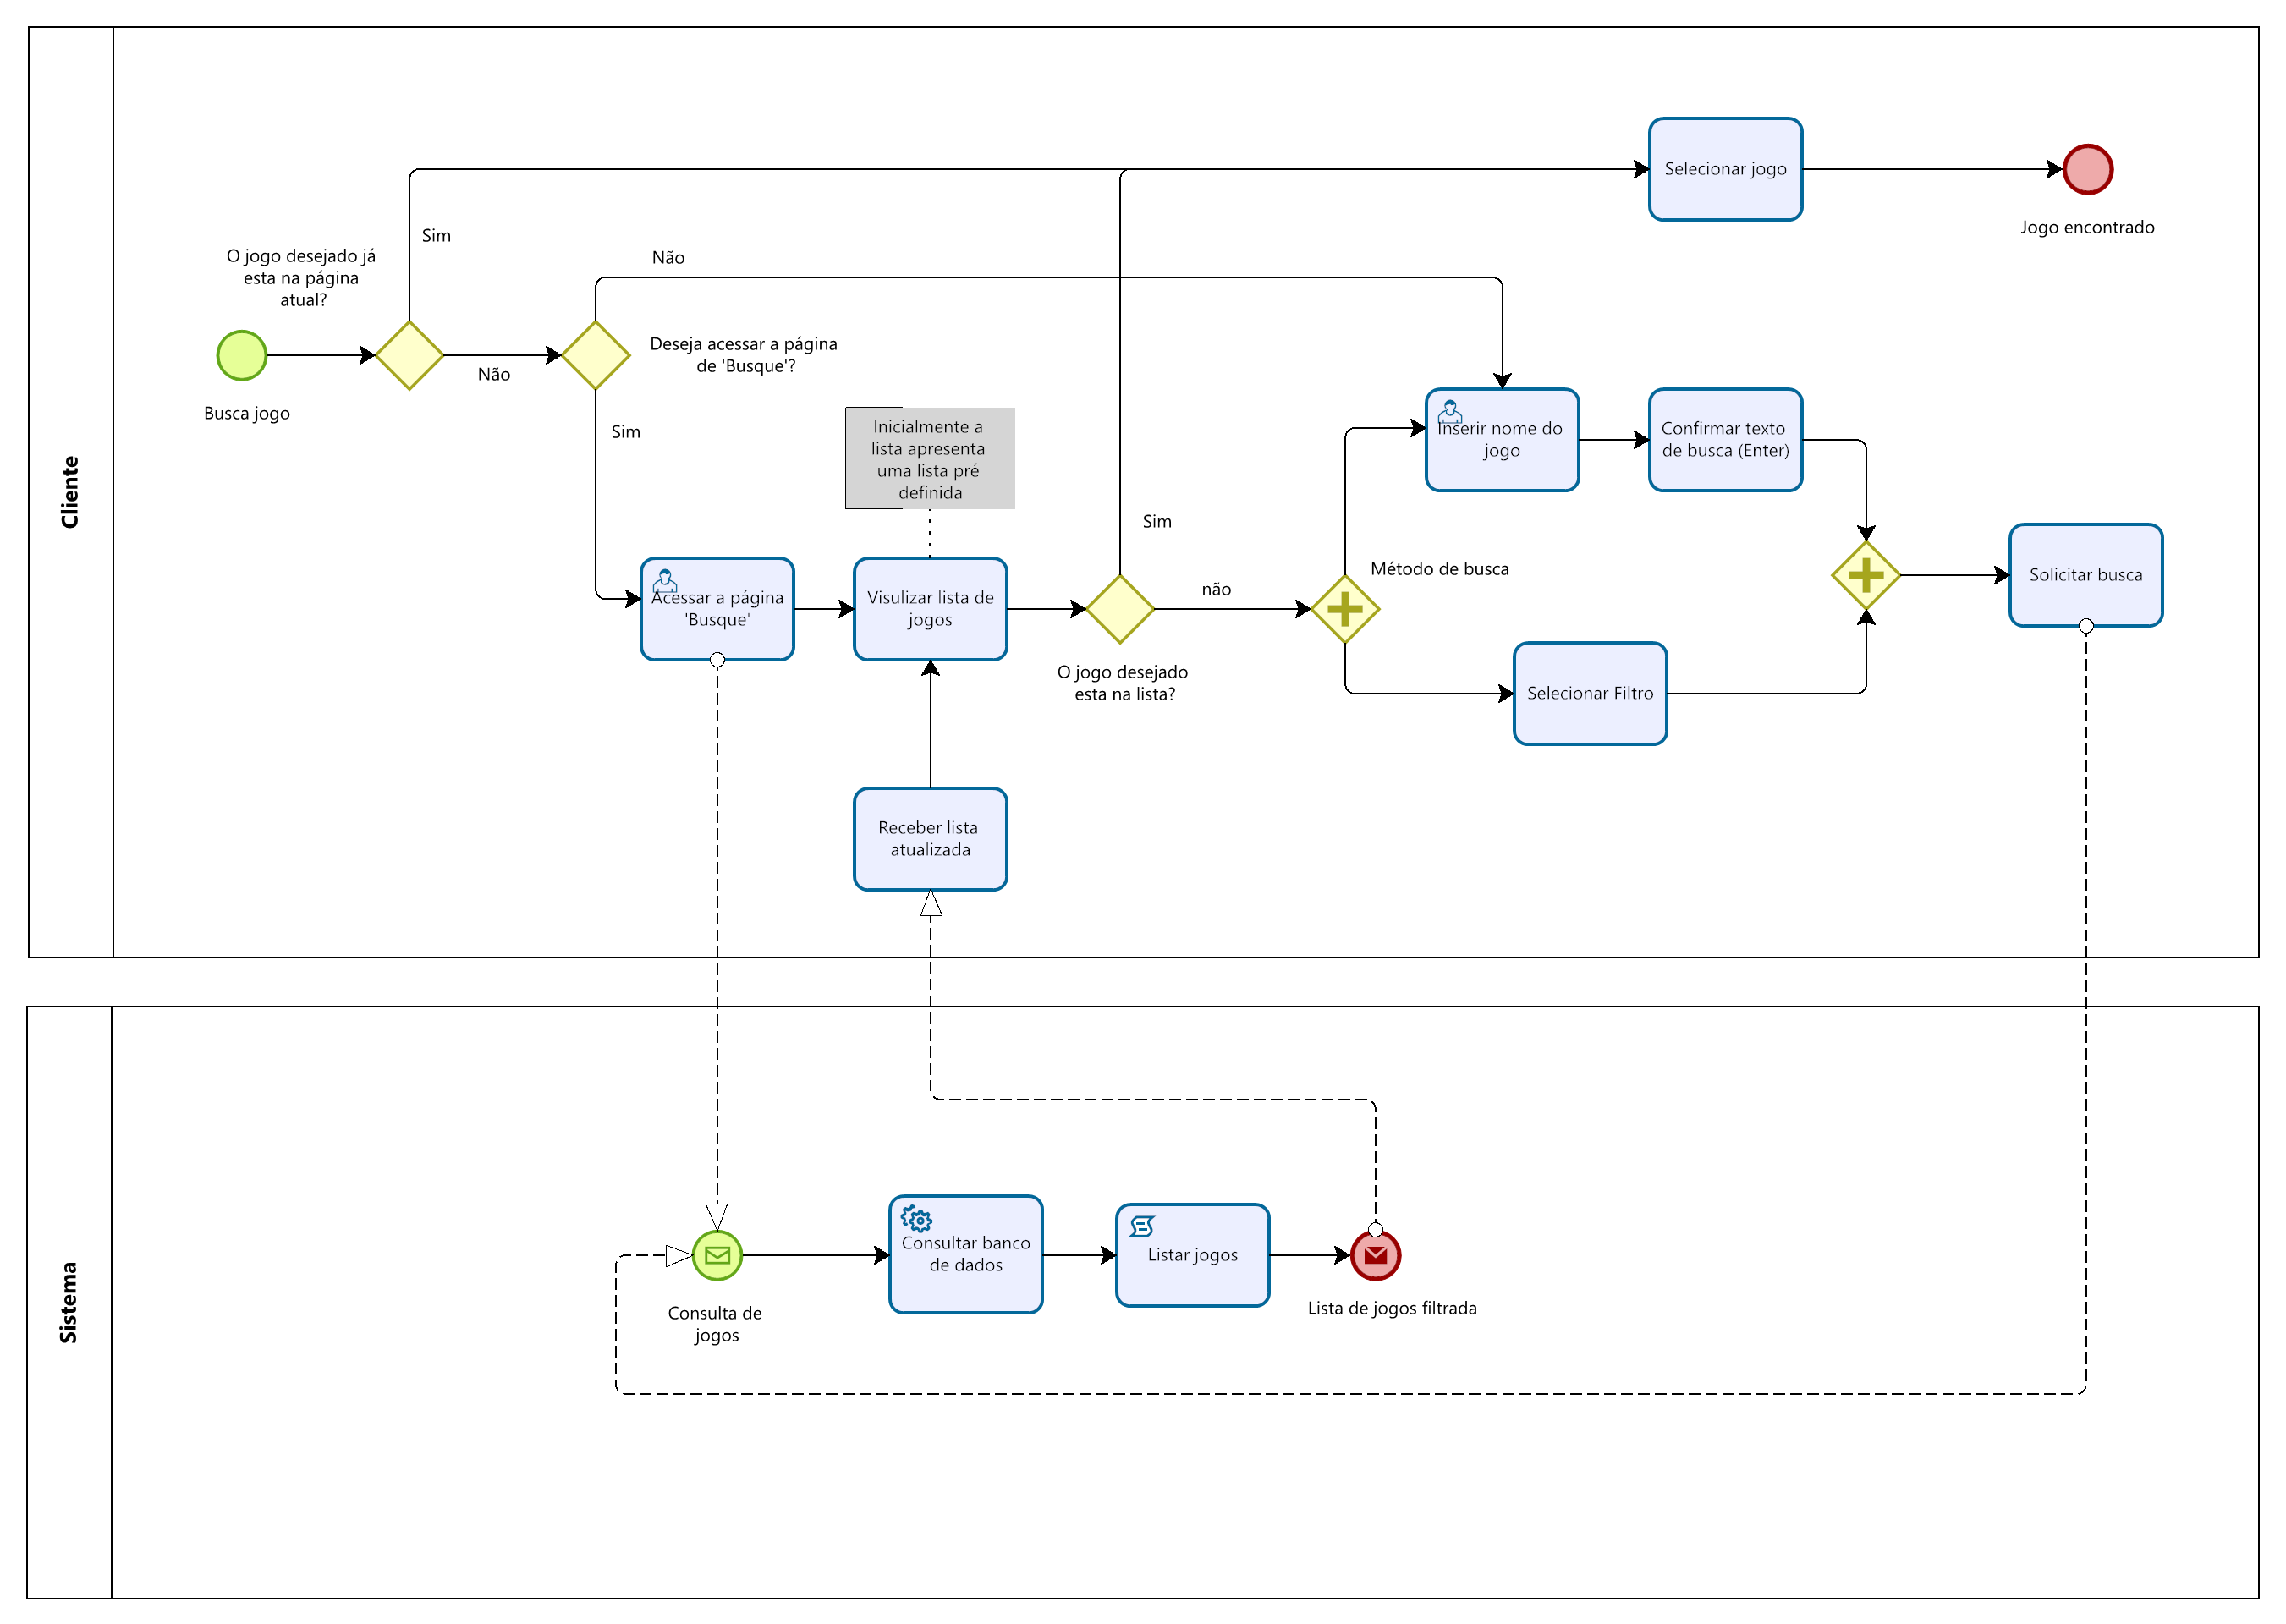 Cliente
Selecionar jogo
Jogo encontrado
Sim
O jogo desejado já
esta na página
atual?
Não
Busca jogo
Não
Deseja acessar a página
de 'Busque'?
Sim
Inicialmente a
lista apresenta
uma lista pré
definida
Sim
Inserir nome do
jogo
Confirmar texto
de busca (Enter)
Acessar a página
'Busque'
Visulizar lista de
jogos
não
O jogo desejado
esta na lista?
Método de busca
Solicitar busca
Selecionar Filtro
Receber lista
atualizada
Sistema
Consulta de
jogos
Consultar banco
de dados
Listar jogos
Lista de jogos filtrada